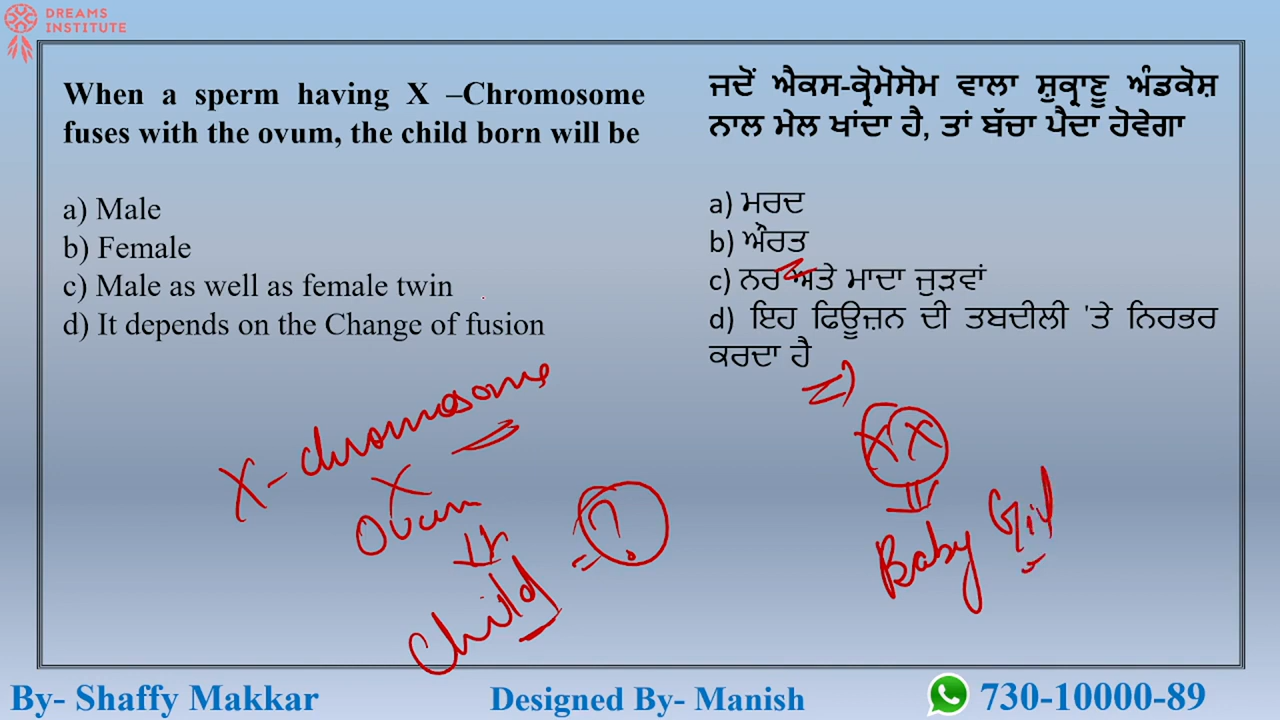 DREAMS
INSTITUTE
When a sperm having X –Chromosome
fuses with the ovum, the child born will be
a) Male
b) Female
c) Male as well as female twin
d) It depends on the Change of fusion
ਜਦੋਂ ਐਕਸ-ਕ੍ਰੋਮੋਸੋਮ ਵਾਲਾ ਸ਼ੁਕ੍ਰਾਣੂ ਅੰਡਕੋਸ਼
ਨਾਲ ਮੇਲ ਖਾਂਦਾ ਹੈ, ਤਾਂ ਬੱਚਾ ਪੈਦਾ ਹੋਵੇਗਾ
a) ਮਰਦ
b) ਔਰਤ
c) ਨਰ ਅਤੇ ਮਾਦਾ ਜੁੜਵਾਂ
d) ਇਹ ਫਿਊਜ਼ਨ ਦੀ ਤਬਦੀਲੀ 'ਤੇ ਨਿਰਭਰ
ਕਰਦਾ ਹੈ
X-chromosome
X
Ovum
Child = ?
XX
Baby Girl
By- Shaffy Makkar
Designed By- Manish
730-10000-89